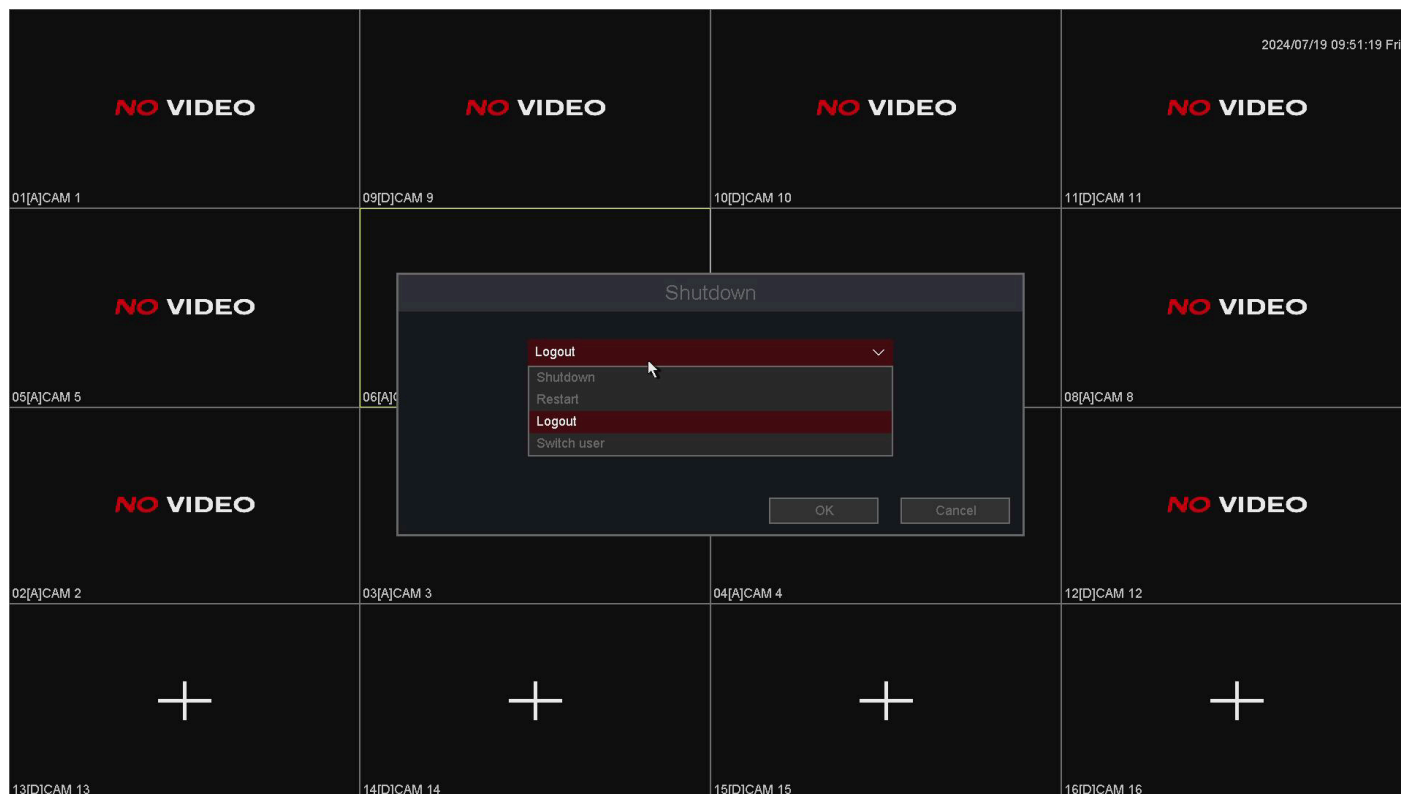 2024/07/19 09:51:19 Fri
NO VIDEO
NO VIDEO
NO VIDEO
NO VIDEO
01[A]CAM 1
09[D]CAM 9
10[D]CAM 10
11[D]CAM 11
NO VIDEO
NO VIDEO
05[A]CAM 5
06[A]
08[A]CAM 8
Shutdown
Logout
Shutdown
Restart
Logout
Switch user
OK
Cancel
NO VIDEO
NO VIDEO
02[A]CAM 2
03[A]CAM 3
04[A]CAM 4
12[D]CAM 12
13[D]CAM 13
14[D]CAM 14
15[D]CAM 15
16[D]CAM 16